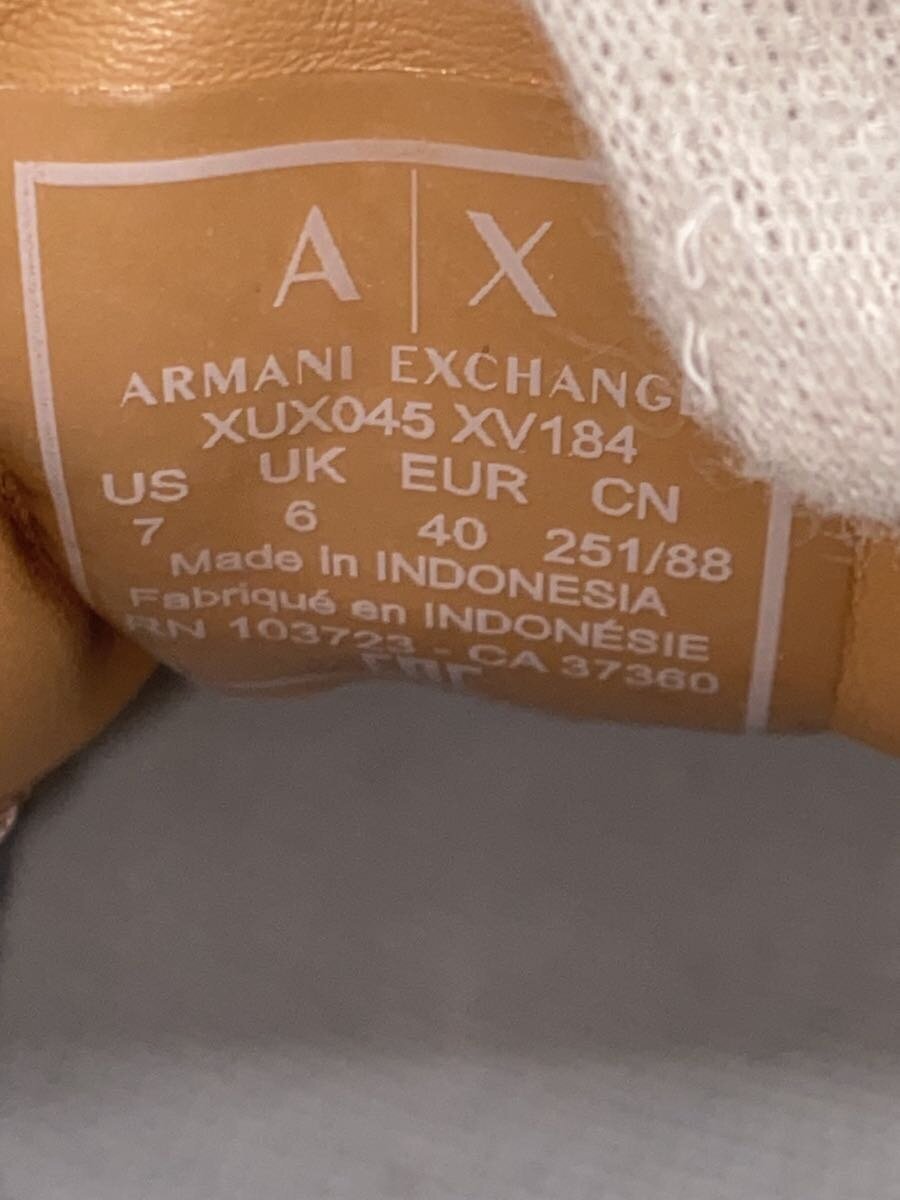 A|X
ARMANI EXCHANGE
XUX045 XV184
US UK EUR CN
7 6 40 251/88
Made In INDONESIA
Fabriqué en INDONÉSIE
RN 103723 - CA 37360